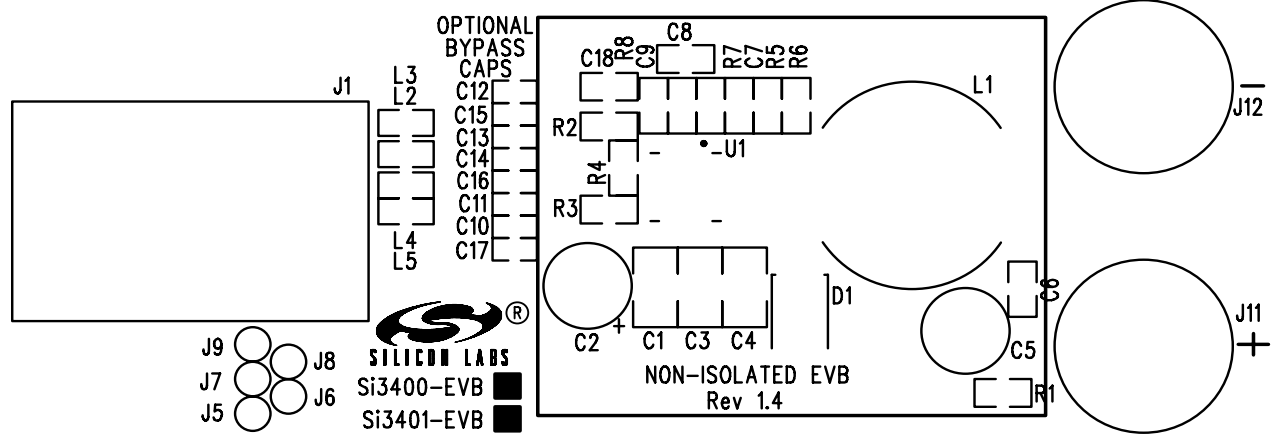 OPTIONAL
BYPASS
CAPS
J1
L3
L2
L4
L5
C12
C15
C13
C14
C16
C11
C10
C17
C18
R8
C9
C8
R7
C7
R5
R6
R2
R4
R3
U1
L1
J12
−
C2
+
C1
C3
C4
D1
C6
C5
R1
J11
+
NON-ISOLATED EVB
Rev 1.4
®
SILICON LABS
Si3400-EVB
Si3401-EVB
J9
J8
J7
J6
J5